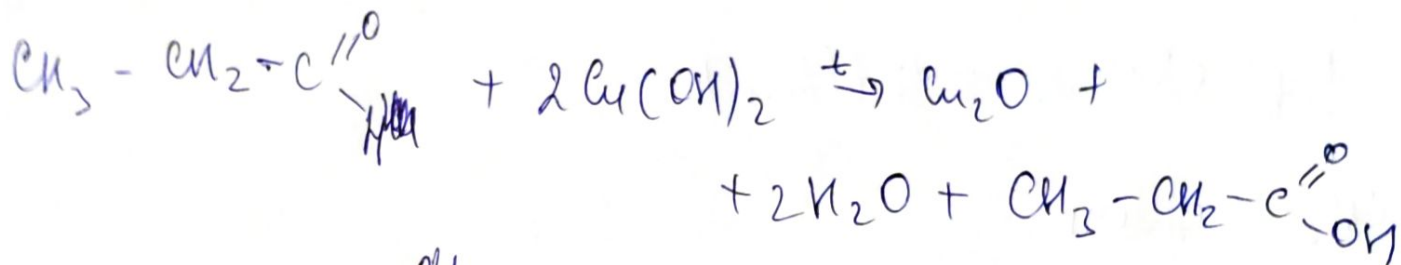 CH₃ - CH₂ - C(=O)-H + 2Cu(OH)₂ →ᵗ Cu₂O +
+ 2H₂O + CH₃ - CH₂ - C(=O)-OH